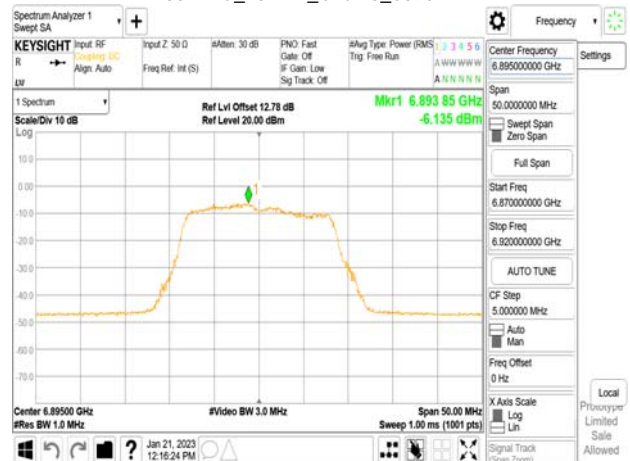 Spectrum Analyzer 1
Swept SA
Frequency
KEYSIGHT
R
Input: RF
Coupling: DC
Align: Auto
Input Z: 50 Ω
Freq Ref: Int (S)
#Atten: 30 dB
PNO: Fast
Gate: Off
IF Gain: Low
Sig Track: Off
#Avg Type: Power (RMS)
Trig: Free Run
1 2 3 4 5 6
A W W W W W
A N N N N N
Center Frequency
6.895000000 GHz
Settings
1 Spectrum
Scale/Div 10 dB
Ref Lvl Offset 12.78 dB
Ref Level 20.00 dBm
Mkr1 6.893 85 GHz
-6.135 dBm
Span
50.0000000 MHz
Swept Span
Zero Span
Full Span
Start Freq
6.870000000 GHz
Stop Freq
6.920000000 GHz
AUTO TUNE
CF Step
5.000000 MHz
Auto
Man
Freq Offset
0 Hz
X Axis Scale
Log
Lin
Local
Prototype
Limited
Sale
Allowed
Signal Track
(Span Zoom)
Log
10.0
0.00
-10.0
-20.0
-30.0
-40.0
-50.0
-60.0
-70.0
1
Center 6.89500 GHz
#Res BW 1.0 MHz
#Video BW 3.0 MHz
Span 50.00 MHz
Sweep 1.00 ms (1001 pts)
Jan 21, 2023
12:16:24 PM